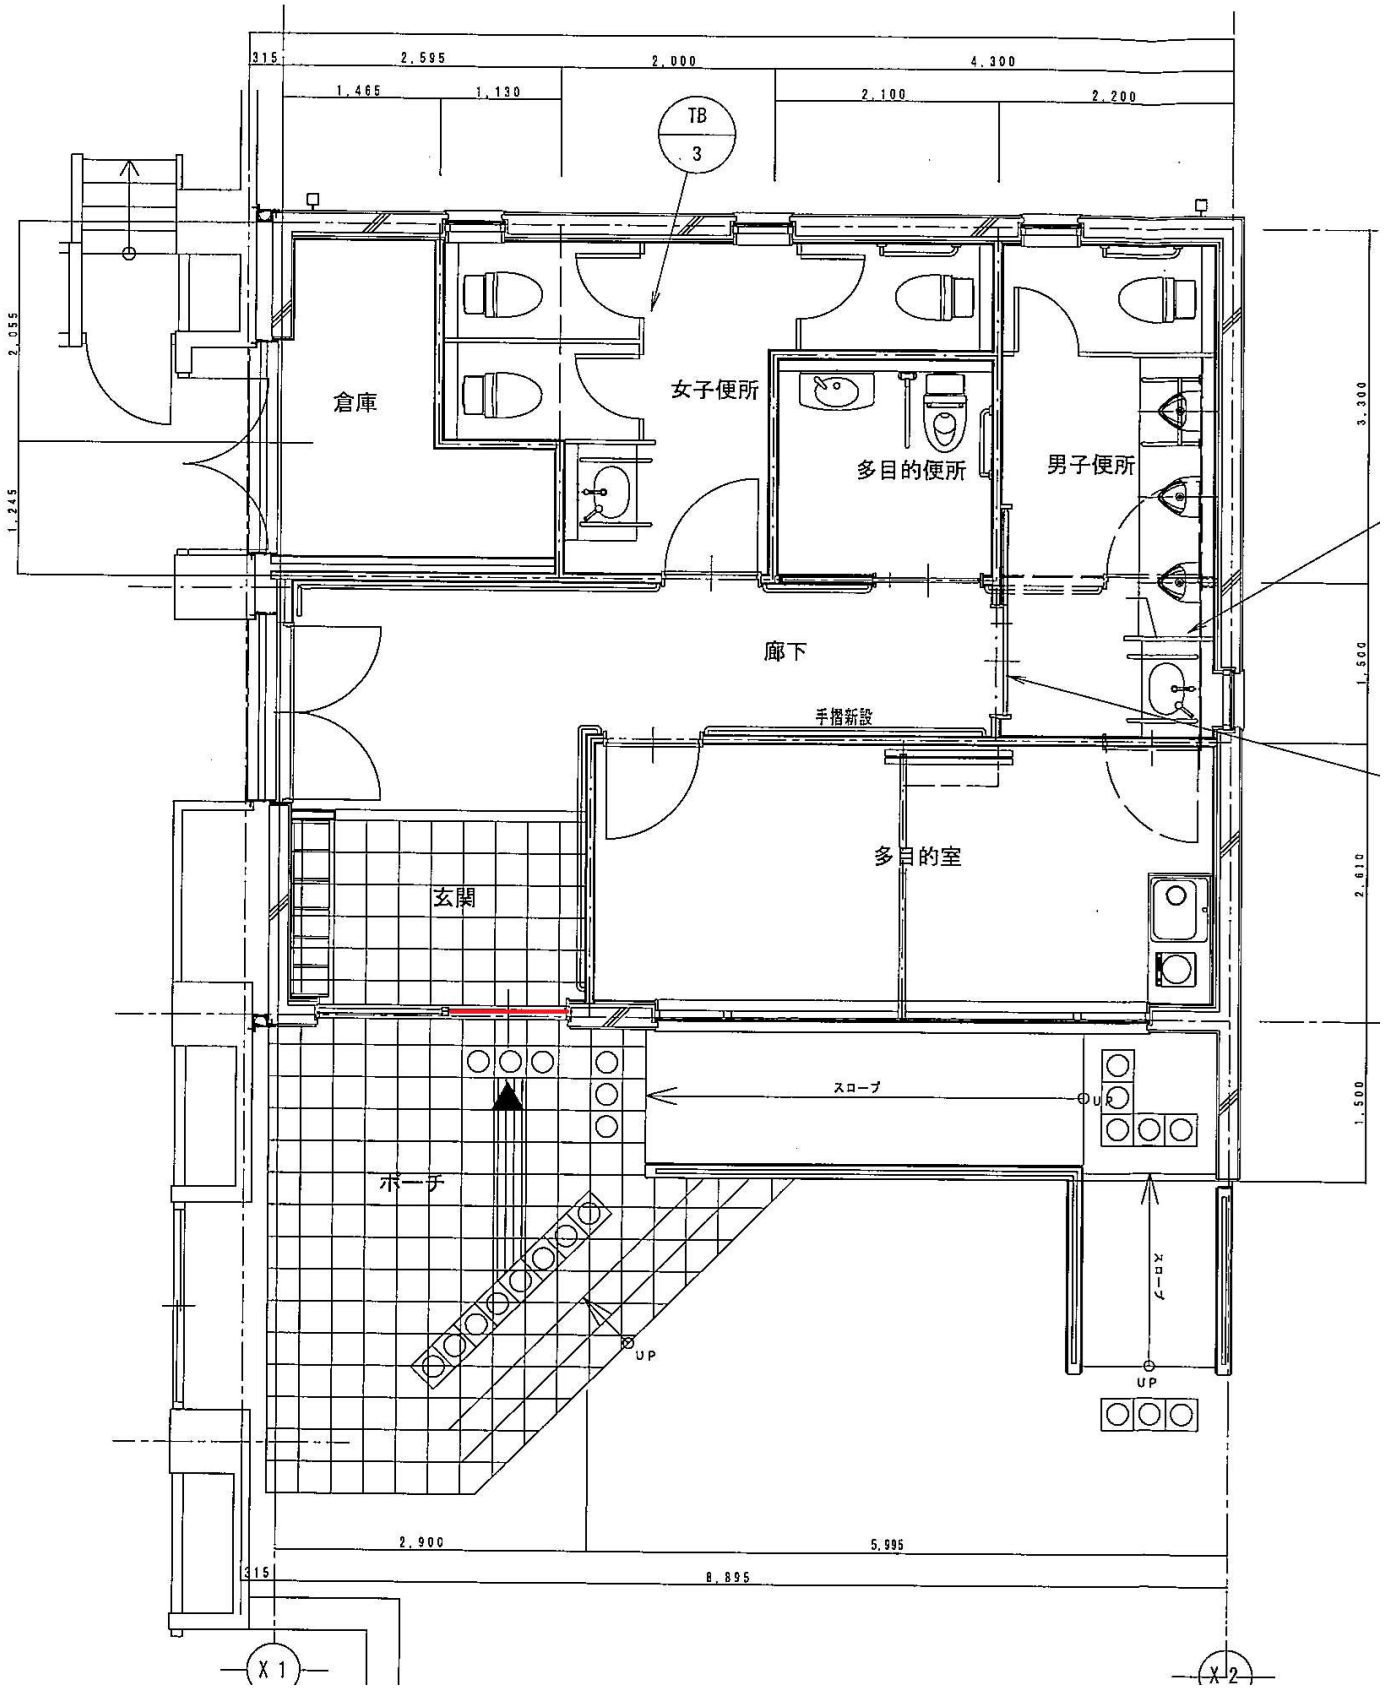 315
2,595
2,000
4,300
1,465
1,130
2,100
2,200
TB
3
2,055
1,245
倉庫
女子便所
多目的便所
男子便所
3,300
廊下
手摺新設
1,500
多目的室
2,610
玄関
スロープ
UP
1,500
ポーチ
スロープ
UP
UP
2,900
5,995
315
8,895
X1
X2